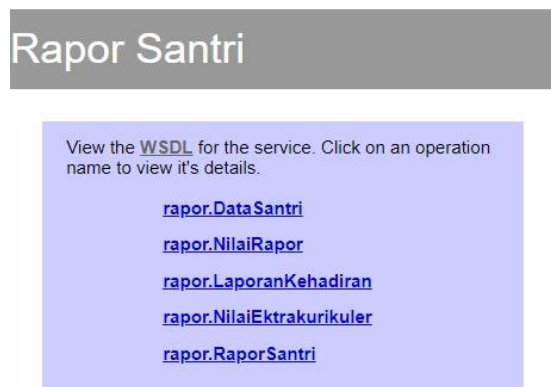 Rapor Santri
View the WSDL for the service. Click on an operation
name to view it's details.
rapor.DataSantri
rapor.NilaiRapor
rapor.LaporanKehadiran
rapor.NilaiEktrakurikuler
rapor.RaporSantri